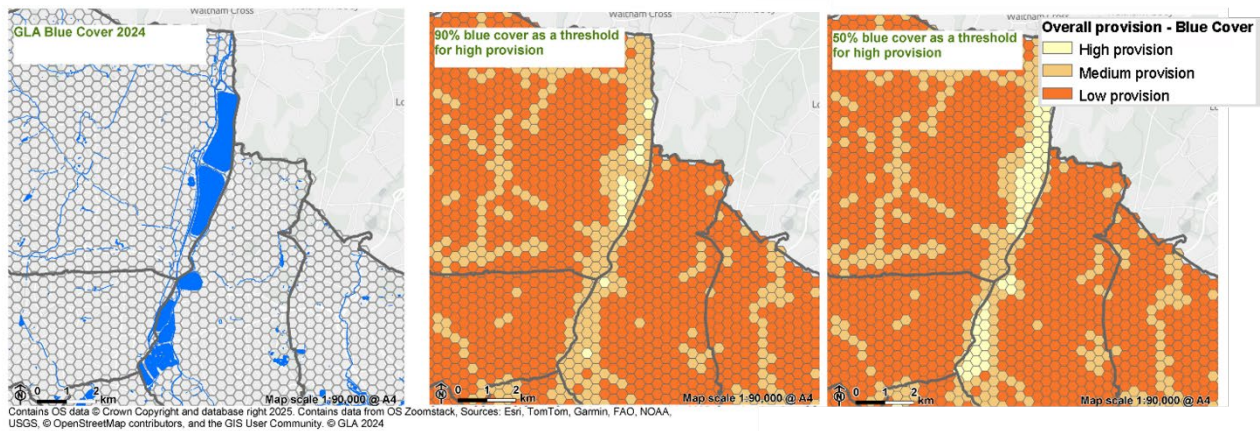 Waltham Cross
GLA Blue Cover 2024
Lo
0 1 2
km
Map scale 1:90,000 @ A4
Waltham Cross
90% blue cover as a threshold
for high provision
Lo
0 1 2
km
Map scale 1:90,000 @ A4
Waltham Cross
50% blue cover as a threshold
for high provision
Overall provision - Blue Cover
High provision
Medium provision
Low provision
0 1 2
km
Map scale 1:90,000 @ A4
Contains OS data © Crown Copyright and database right 2025. Contains data from OS Zoomstack, Sources: Esri, TomTom, Garmin, FAO, NOAA,
USGS, © OpenStreetMap contributors, and the GIS User Community. © GLA 2024